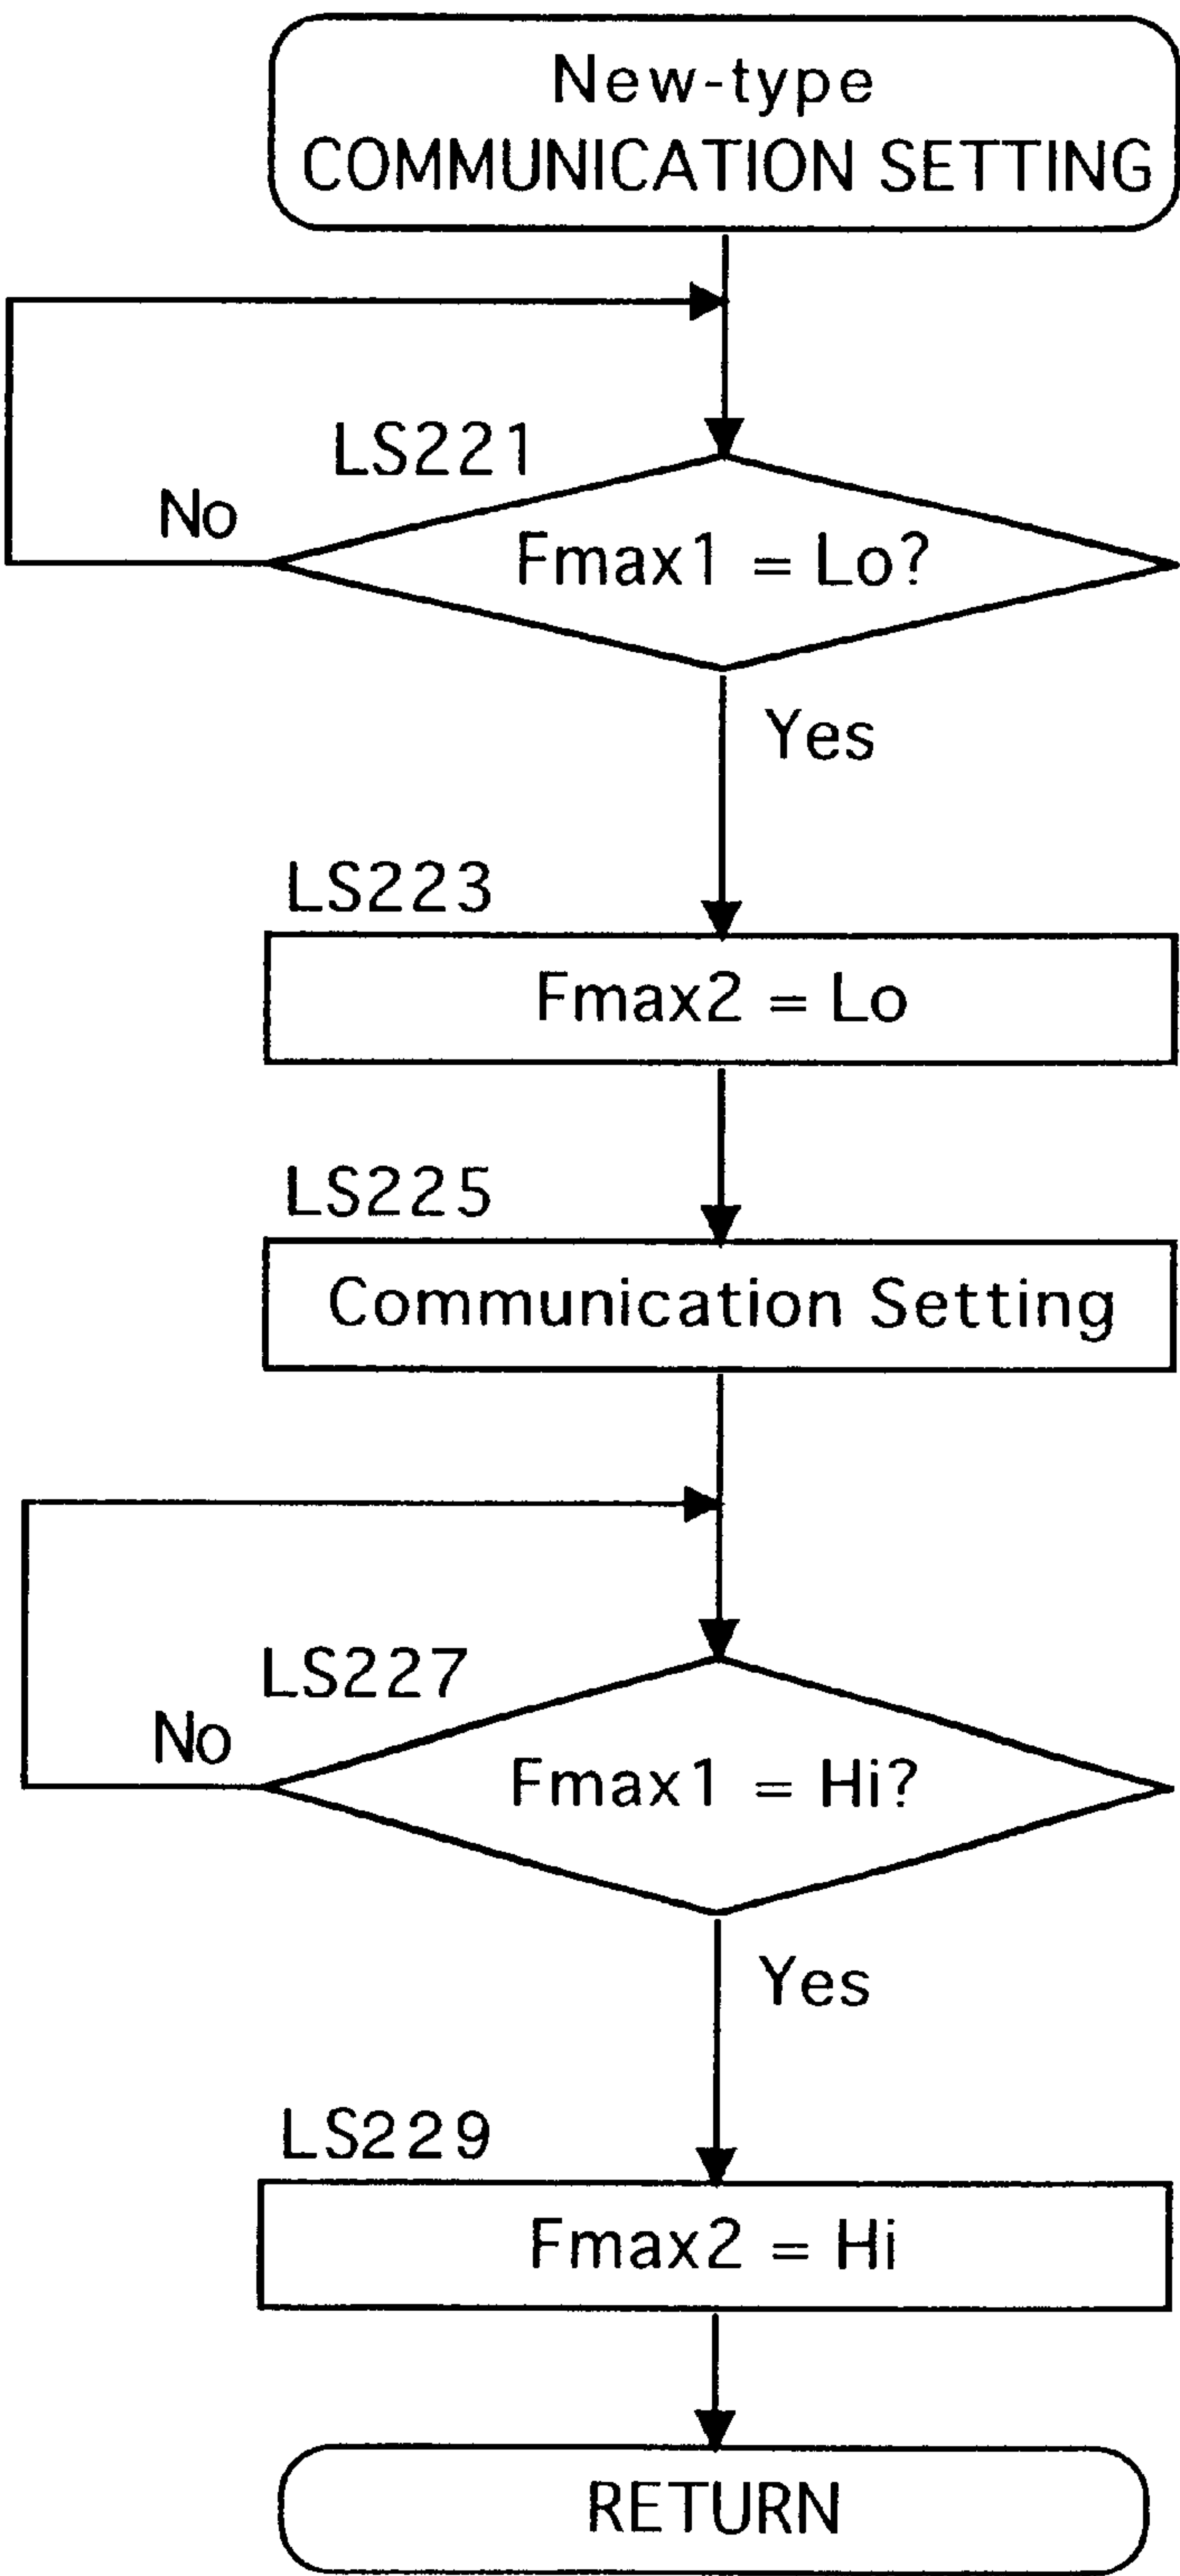 New-type
COMMUNICATION SETTING
LS221
No
Fmax1 = Lo?
Yes
LS223
Fmax2 = Lo
LS225
Communication Setting
LS227
No
Fmax1 = Hi?
Yes
LS229
Fmax2 = Hi
RETURN